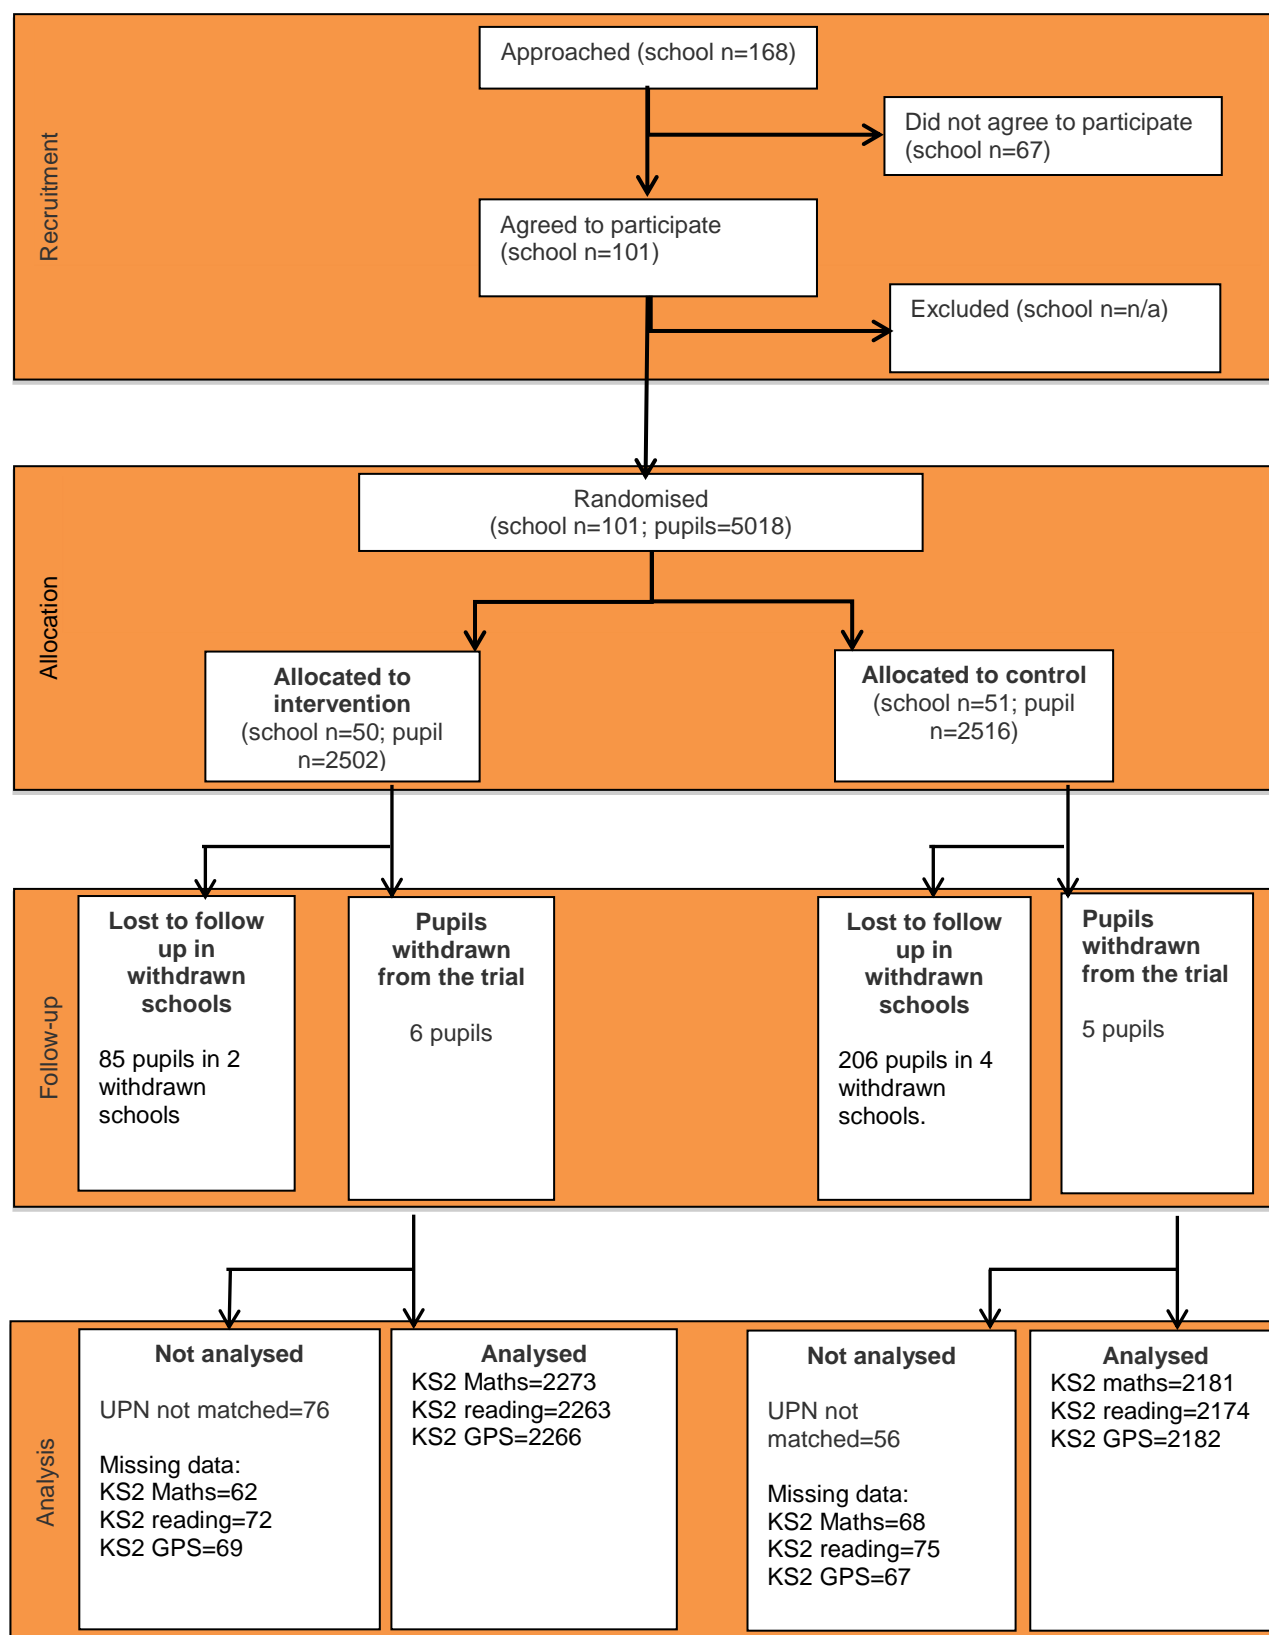 Recruitment
Approached (school n=168)
Did not agree to participate
(school n=67)
Agreed to participate
(school n=101)
Excluded (school n=n/a)
Allocation
Randomised
(school n=101; pupils=5018)
Allocated to
intervention
(school n=50; pupil
n=2502)
Allocated to control
(school n=51; pupil
n=2516)
Follow-up
Lost to follow
up in
withdrawn
schools
85 pupils in 2
withdrawn
schools
Pupils
withdrawn
from the trial
6 pupils
Lost to follow
up in
withdrawn
schools
206 pupils in 4
withdrawn
schools.
Pupils
withdrawn
from the trial
5 pupils
Analysis
Not analysed
UPN not matched=76
Missing data:
KS2 Maths=62
KS2 reading=72
KS2 GPS=69
Analysed
KS2 Maths=2273
KS2 reading=2263
KS2 GPS=2266
Not analysed
UPN not
matched=56
Missing data:
KS2 Maths=68
KS2 reading=75
KS2 GPS=67
Analysed
KS2 maths=2181
KS2 reading=2174
KS2 GPS=2182